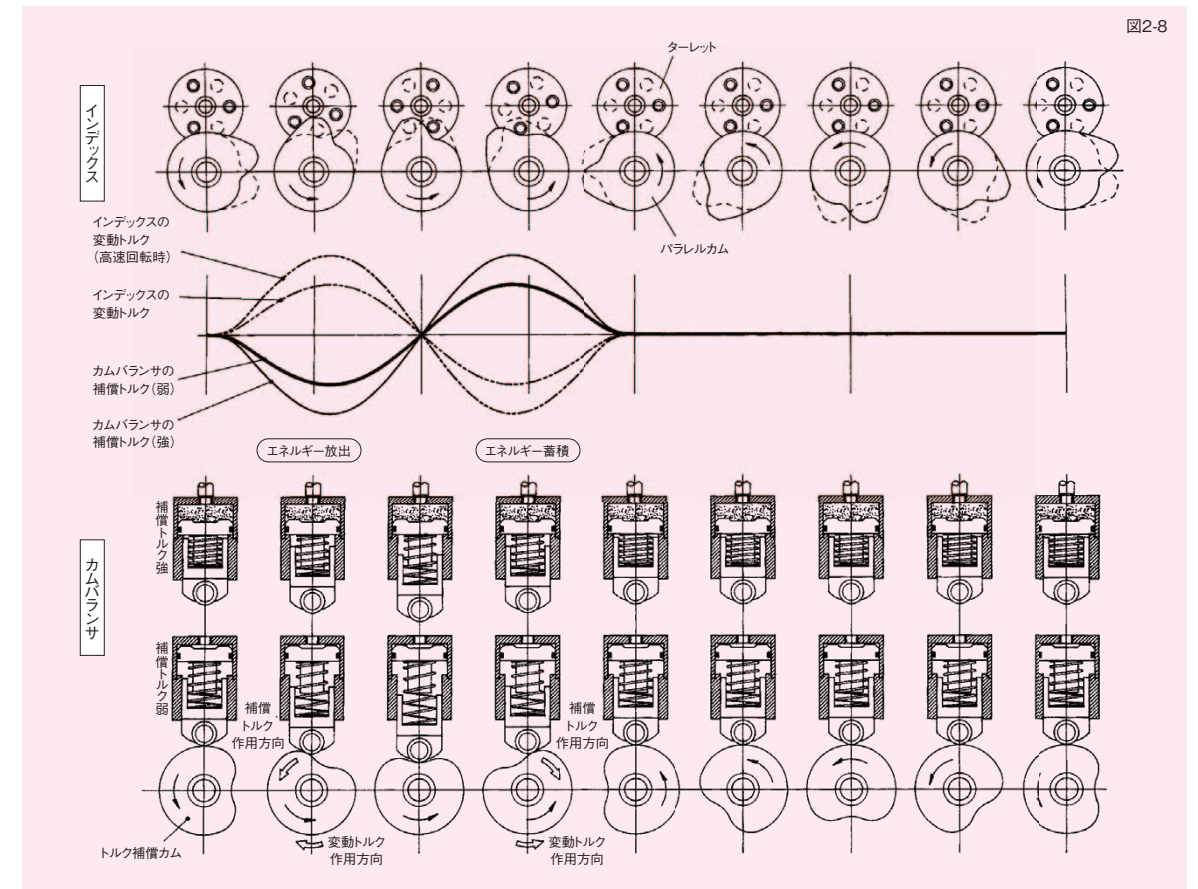 図2-8
ターレット
インデックス
パラレルカム
インデックスの
変動トルク
（高速回転時）
インデックスの
変動トルク
カムバランサの
補償トルク（弱）
カムバランサの
補償トルク（強）
エネルギー放出
エネルギー蓄積
補償トルク強
カムバランサ
補償トルク弱
補償
トルク
作用方向
補償
トルク
作用方向
トルク補償カム
変動トルク
作用方向
変動トルク
作用方向